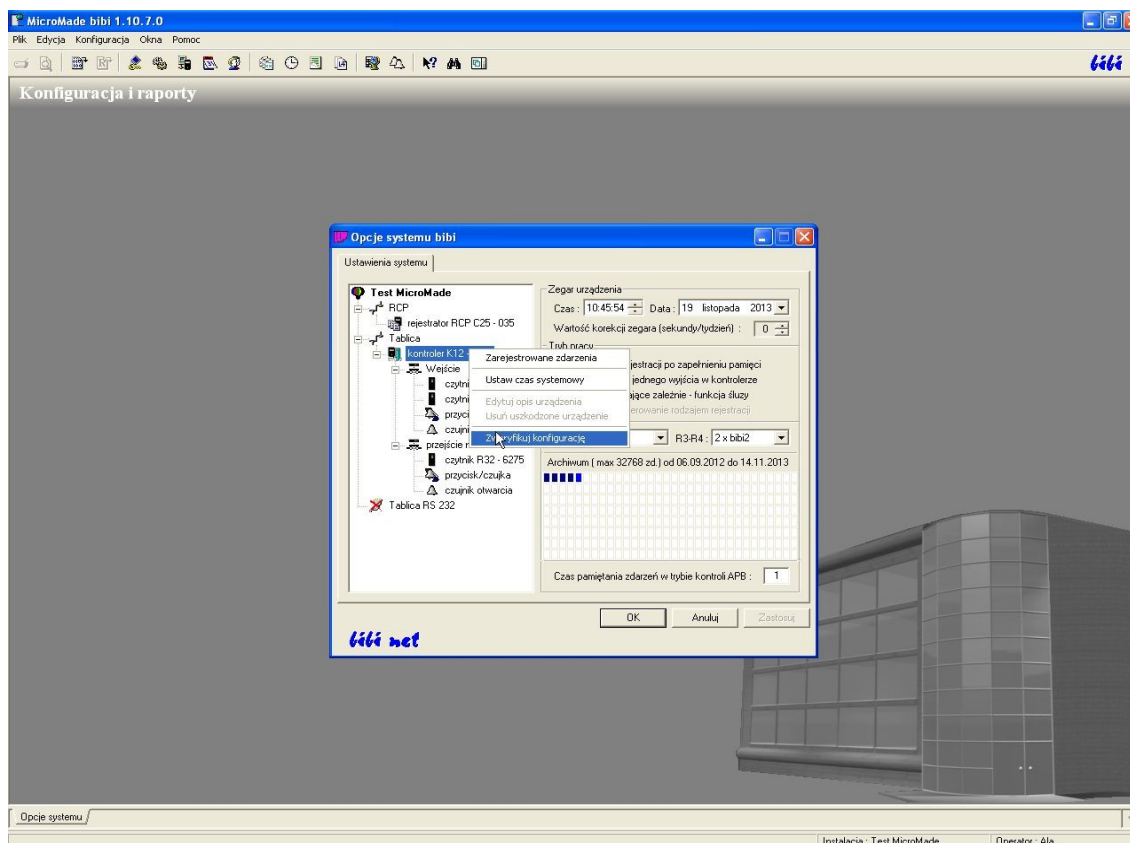 MicroMade bibi 1.10.7.0
Plik Edycja Konfiguracja Okna Pomoc
bibi
Konfiguracja i raporty
Opcje systemu bibi
Ustawienia systemu
Test MicroMade
RCP
rejestrator RCP C25 - 035
Tablica
kontroler K12 -
Wejście
czytni
czytni
przyci
czujni
przejście r
czytnik R32 - 6275
przycisk/czujka
czujnik otwarcia
Tablica RS 232
Zarejestrowane zdarzenia
Ustaw czas systemowy
Edytuj opis urządzenia
Usuń uszkodzone urządzenie
Zweryfikuj konfigurację
Zegar urządzenia
Czas : 10:45:54 Data : 19 listopada 2013
Wartość korekcji zegara (sekundy/tydzień) : 0
Tryb pracy
jestracji po zapełnieniu pamięci
jednego wyjścia w kontrolerze
ające zależnie - funkcja śluzy
erowanie rodzajem rejestracji
R3-R4 : 2 x bibi2
Archiwum ( max 32768 zd.) od 06.09.2012 do 14.11.2013
Czas pamiętania zdarzeń w trybie kontroli APB : 1
OK Anuluj Zastosuj
bibi net
Opcje systemu
Instalacja : Test MicroMade Operator : Ala